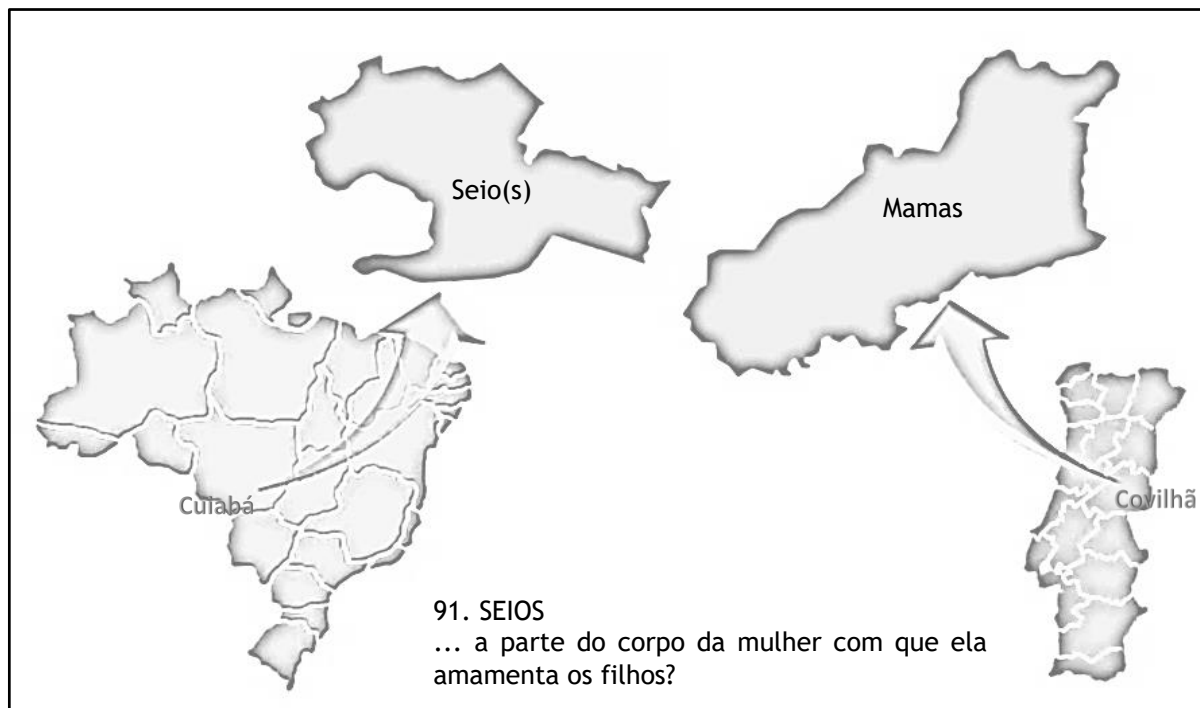 Seio(s)
Mamas
Cuiabá
Covilhã
91. SEIOS
... a parte do corpo da mulher com que ela
amamenta os filhos?